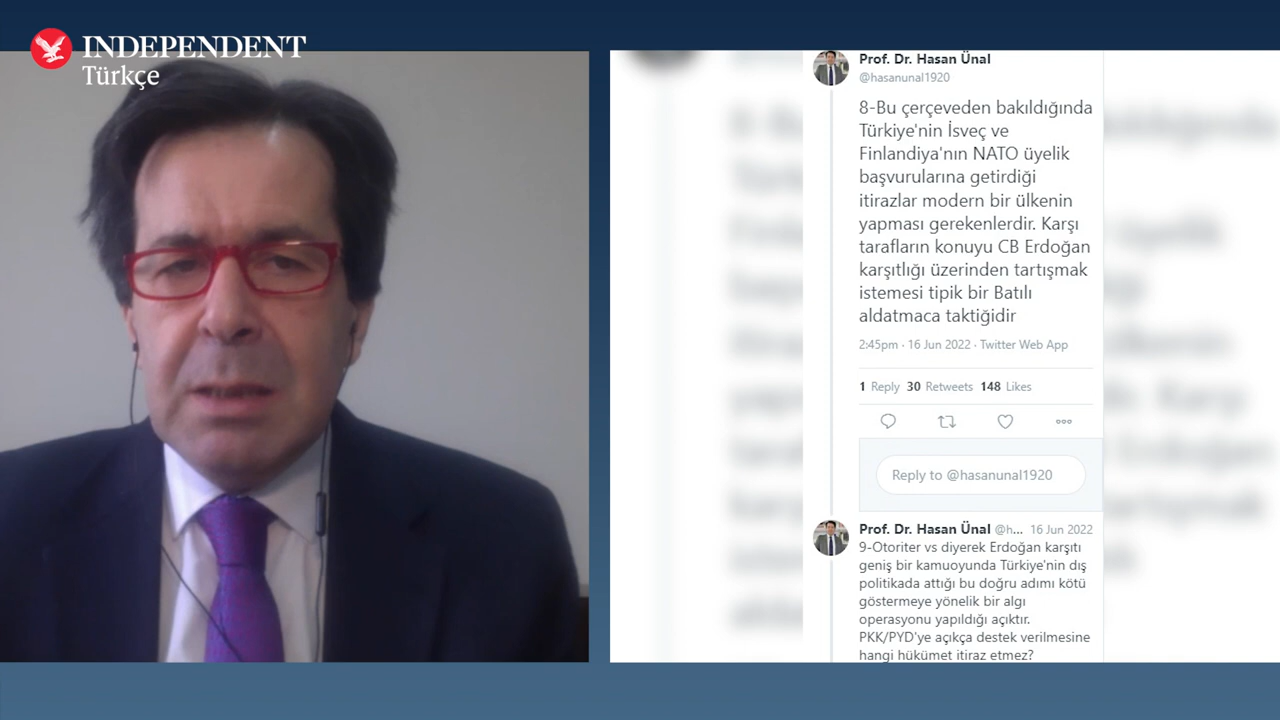 INDEPENDENT
Türkçe
Prof. Dr. Hasan Ünal
@hasanunal1920
8-Bu çerçeveden bakıldığında
Türkiye'nin İsveç ve
Finlandiya'nın NATO üyelik
başvurularına getirdiği
itirazlar modern bir ülkenin
yapması gerekenlerdir. Karşı
tarafların konuyu CB Erdoğan
karşıtlığı üzerinden tartışmak
istemesi tipik bir Batılı
aldatmaca taktiğidir
2:45pm · 16 Jun 2022 · Twitter Web App
1 Reply 30 Retweets 148 Likes
Reply to @hasanunal1920
Prof. Dr. Hasan Ünal @h... 16 Jun 2022
9-Otoriter vs diyerek Erdoğan karşıtı
geniş bir kamuoyunda Türkiye'nin dış
politikada attığı bu doğru adımı kötü
göstermeye yönelik bir algı
operasyonu yapıldığı açıktır.
PKK/PYD'ye açıkça destek verilmesine
hangi hükümet itiraz etmez?